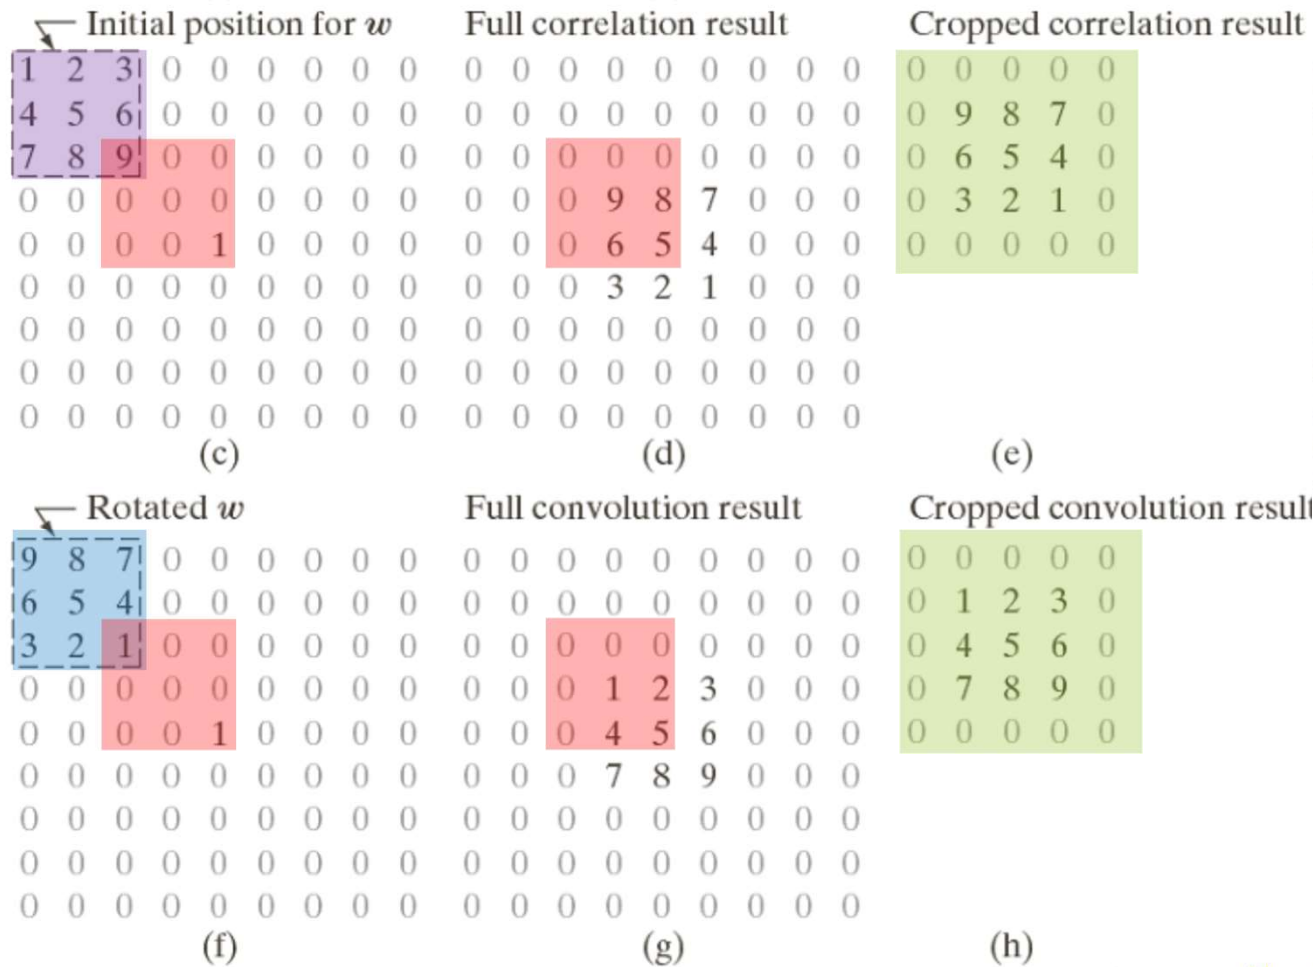 Initial position for w Full correlation result Cropped correlation result
1 2 3 0 0 0 0 0 0 0 0 0 0 0 0 0 0 0 0 0 0 0 0
4 5 6 0 0 0 0 0 0 0 0 0 0 0 0 0 0 0 0 9 8 7 0
7 8 9 0 0 0 0 0 0 0 0 0 0 0 0 0 0 0 0 6 5 4 0
0 0 0 0 0 0 0 0 0 0 0 0 9 8 7 0 0 0 0 3 2 1 0
0 0 0 0 1 0 0 0 0 0 0 0 6 5 4 0 0 0 0 0 0 0 0
0 0 0 0 0 0 0 0 0 0 0 0 3 2 1 0 0 0
0 0 0 0 0 0 0 0 0 0 0 0 0 0 0 0 0 0
0 0 0 0 0 0 0 0 0 0 0 0 0 0 0 0 0 0
0 0 0 0 0 0 0 0 0 0 0 0 0 0 0 0 0 0
(c) (d) (e)
Rotated w Full convolution result Cropped convolution result
9 8 7 0 0 0 0 0 0 0 0 0 0 0 0 0 0 0 0 0 0 0 0
6 5 4 0 0 0 0 0 0 0 0 0 0 0 0 0 0 0 0 1 2 3 0
3 2 1 0 0 0 0 0 0 0 0 0 0 0 0 0 0 0 0 4 5 6 0
0 0 0 0 0 0 0 0 0 0 0 0 1 2 3 0 0 0 0 7 8 9 0
0 0 0 0 1 0 0 0 0 0 0 0 4 5 6 0 0 0 0 0 0 0 0
0 0 0 0 0 0 0 0 0 0 0 0 7 8 9 0 0 0
0 0 0 0 0 0 0 0 0 0 0 0 0 0 0 0 0 0
0 0 0 0 0 0 0 0 0 0 0 0 0 0 0 0 0 0
0 0 0 0 0 0 0 0 0 0 0 0 0 0 0 0 0 0
(f) (g) (h)